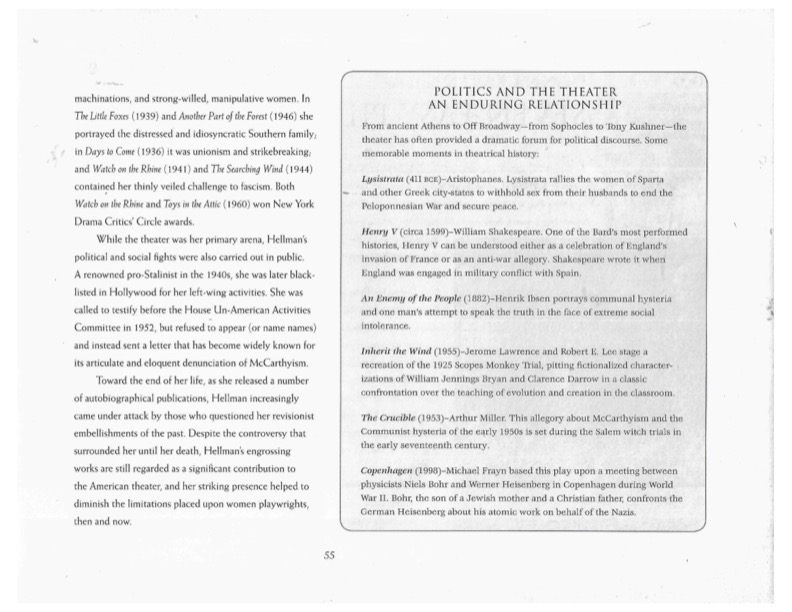 machinations, and strong-willed, manipulative women. In
The Little Foxes (1939) and Another Part of the Forest (1946) she
portrayed the distressed and idiosyncratic Southern family;
in Days to Come (1936) it was unionism and strikebreaking;
and Watch on the Rhine (1941) and The Searching Wind (1944)
contained her thinly veiled challenge to fascism. Both
Watch on the Rhine and Toys in the Attic (1960) won New York
Drama Critics' Circle awards.
While the theater was her primary arena, Hellman's
political and social fights were also carried out in public.
A renowned pro-Stalinist in the 1940s, she was later black-
listed in Hollywood for her left-wing activities. She was
called to testify before the House Un-American Activities
Committee in 1952, but refused to appear (or name names)
and instead sent a letter that has become widely known for
its articulate and eloquent denunciation of McCarthyism.
Toward the end of her life, as she released a number
of autobiographical publications, Hellman increasingly
came under attack by those who questioned her revisionist
embellishments of the past. Despite the controversy that
surrounded her until her death, Hellman's engrossing
works are still regarded as a significant contribution to
the American theater, and her striking presence helped to
diminish the limitations placed upon women playwrights,
then and now.
POLITICS AND THE THEATER
AN ENDURING RELATIONSHIP
From ancient Athens to Off Broadway—from Sophocles to Tony Kushner—the
theater has often provided a dramatic forum for political discourse. Some
memorable moments in theatrical history:
Lysistrata (411 BCE)–Aristophanes. Lysistrata rallies the women of Sparta
and other Greek city-states to withhold sex from their husbands to end the
Peloponnesian War and secure peace.
Henry V (circa 1599)–William Shakespeare. One of the Bard's most performed
histories, Henry V can be understood either as a celebration of England's
invasion of France or as an anti-war allegory. Shakespeare wrote it when
England was engaged in military conflict with Spain.
An Enemy of the People (1882)–Henrik Ibsen portrays communal hysteria
and one man's attempt to speak the truth in the face of extreme social
intolerance.
Inherit the Wind (1955)–Jerome Lawrence and Robert E. Lee stage a
recreation of the 1925 Scopes Monkey Trial, pitting fictionalized character-
izations of William Jennings Bryan and Clarence Darrow in a classic
confrontation over the teaching of evolution and creation in the classroom.
The Crucible (1953)–Arthur Miller. This allegory about McCarthyism and the
Communist hysteria of the early 1950s is set during the Salem witch trials in
the early seventeenth century.
Copenhagen (1998)–Michael Frayn based this play upon a meeting between
physicists Niels Bohr and Werner Heisenberg in Copenhagen during World
War II. Bohr, the son of a Jewish mother and a Christian father, confronts the
German Heisenberg about his atomic work on behalf of the Nazis.
55